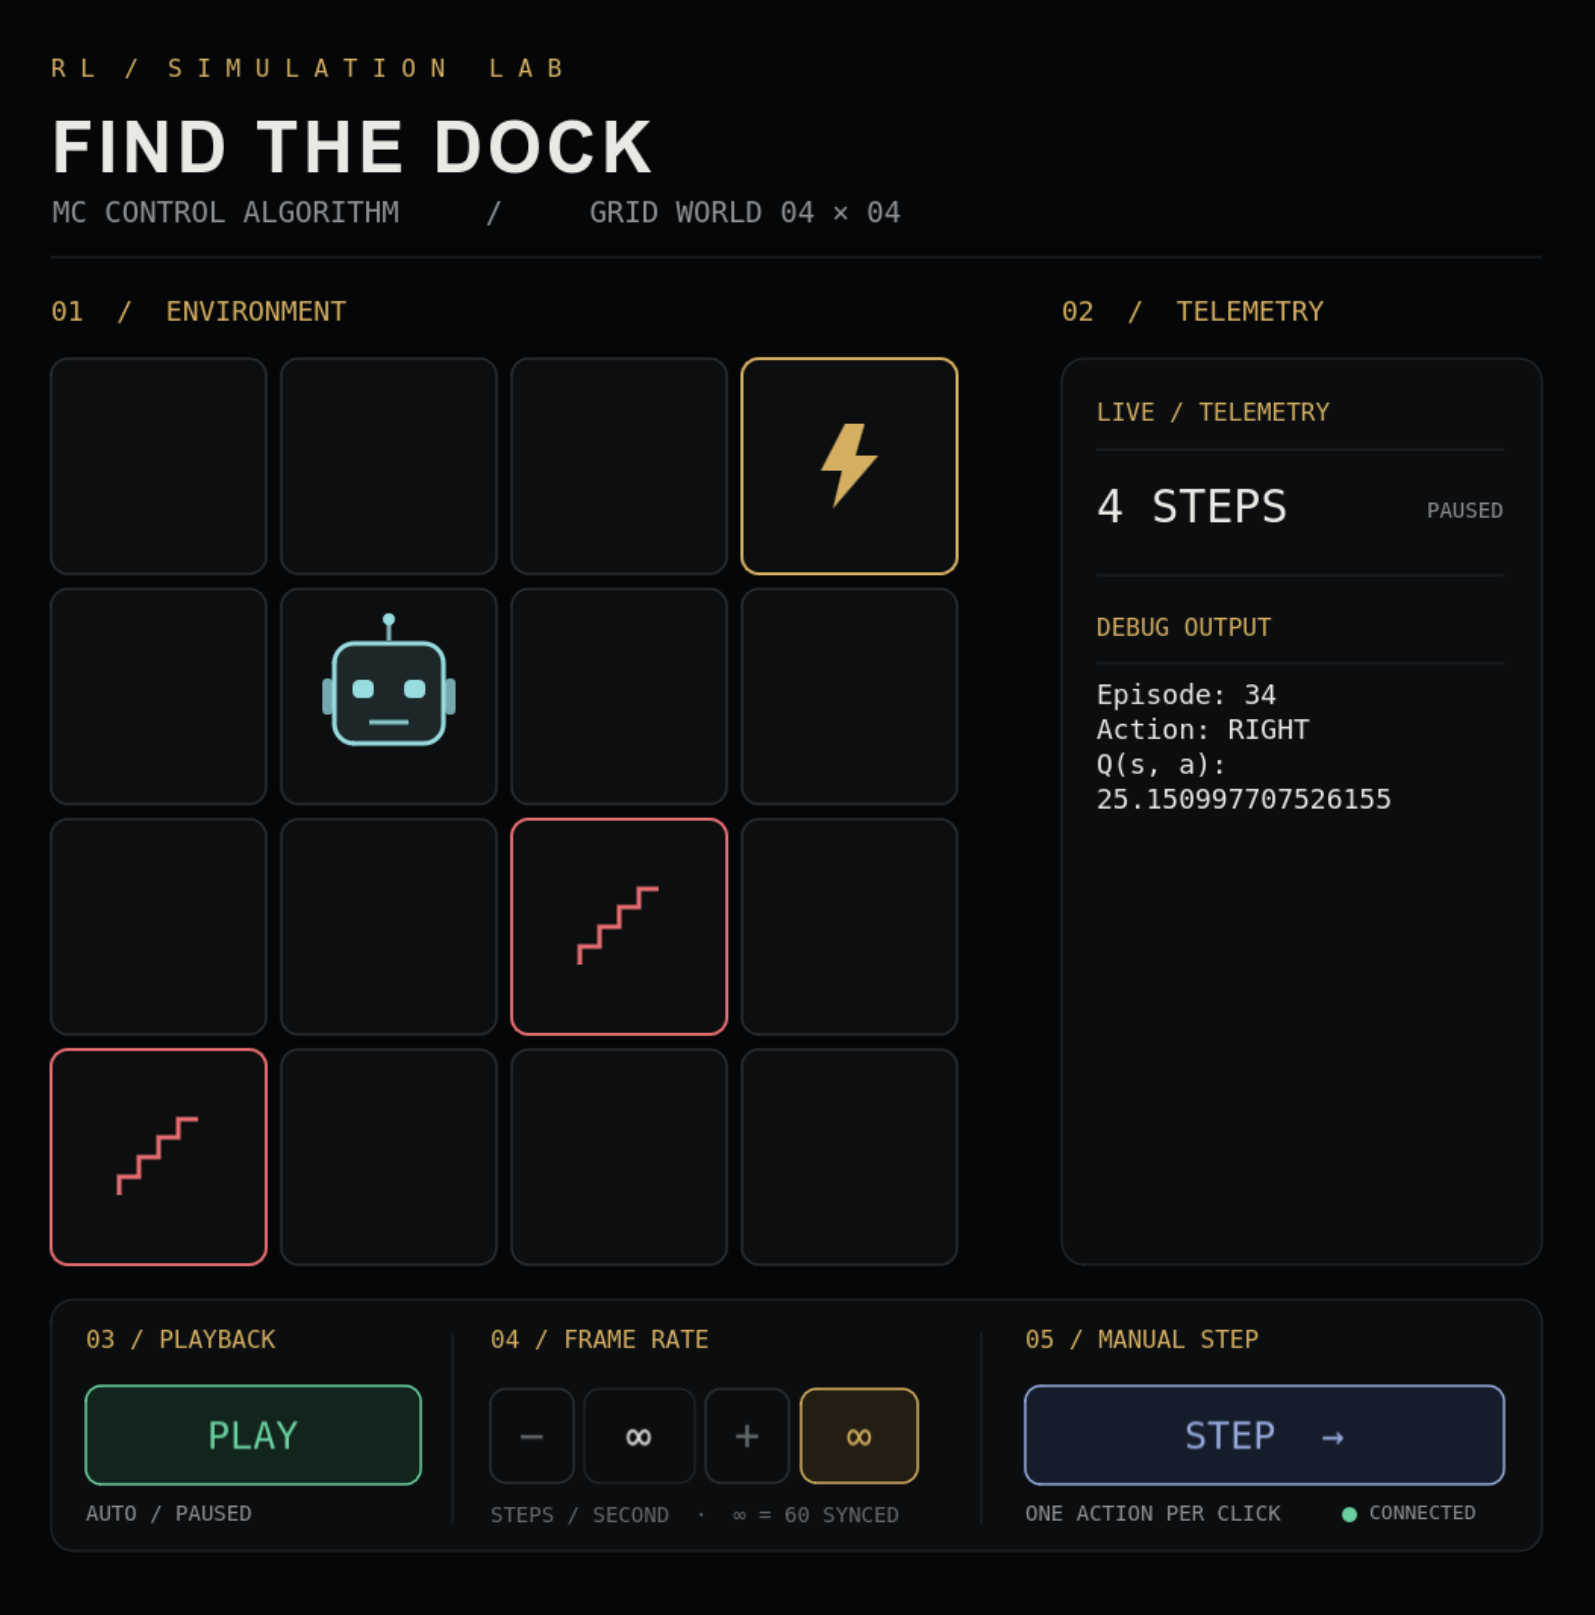 RL / SIMULATION LAB
FIND THE DOCK
MC CONTROL ALGORITHM / GRID WORLD 04 × 04
01 / ENVIRONMENT
02 / TELEMETRY
LIVE / TELEMETRY
4 STEPS PAUSED
DEBUG OUTPUT
Episode: 34
Action: RIGHT
Q(s, a):
25.150997707526155
03 / PLAYBACK
PLAY
AUTO / PAUSED
04 / FRAME RATE
− ∞ + ∞
STEPS / SECOND · ∞ = 60 SYNCED
05 / MANUAL STEP
STEP →
ONE ACTION PER CLICK ● CONNECTED